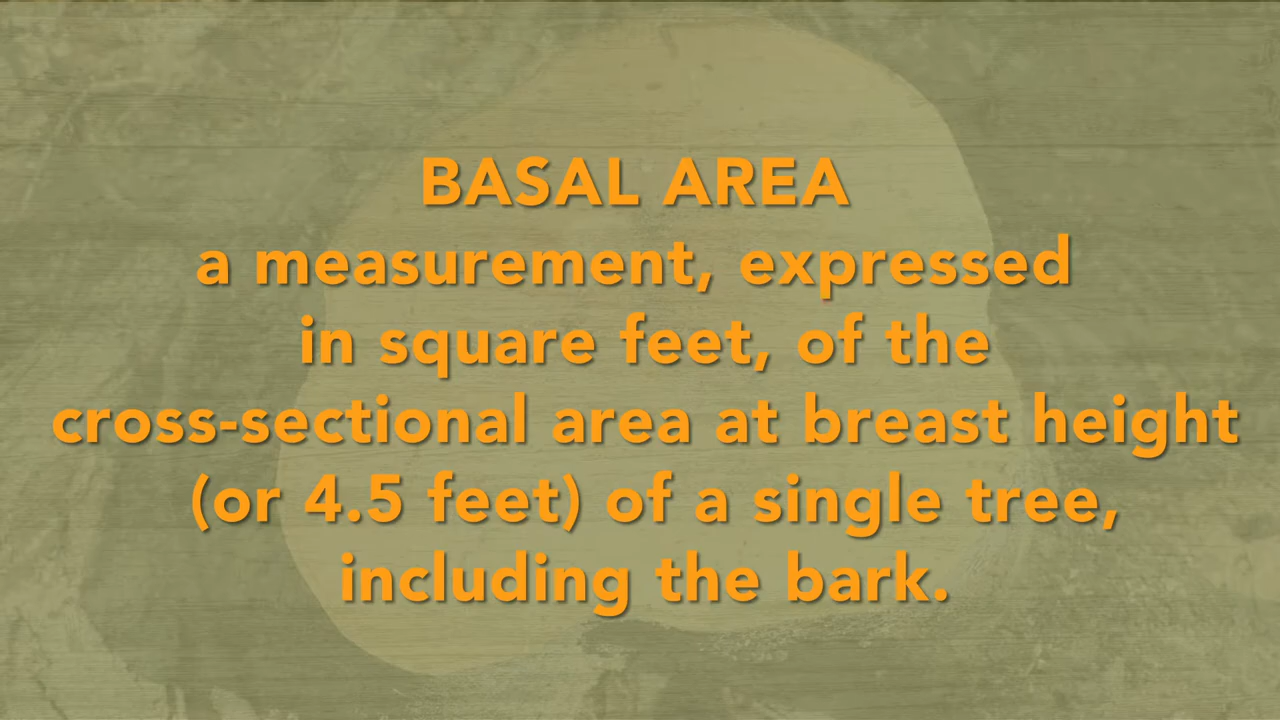 BASAL AREA
a measurement, expressed
in square feet, of the
cross-sectional area at breast height
(or 4.5 feet) of a single tree,
including the bark.